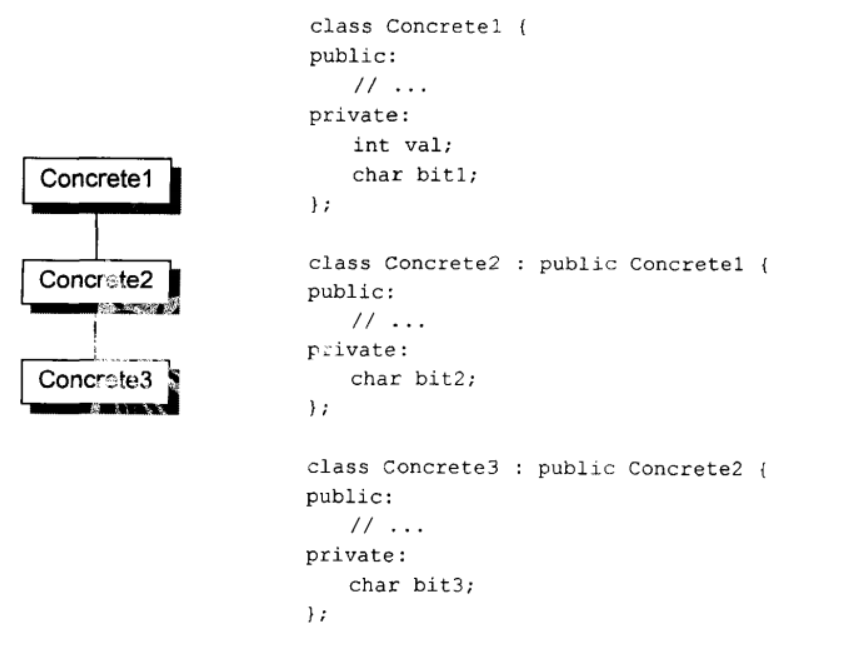 Concrete1
Concrete2
Concrete3
class Concrete1 {
public:
// ...
private:
int val;
char bit1;
};
class Concrete2 : public Concrete1 {
public:
// ...
private:
char bit2;
};
class Concrete3 : public Concrete2 {
public:
// ...
private:
char bit3;
};